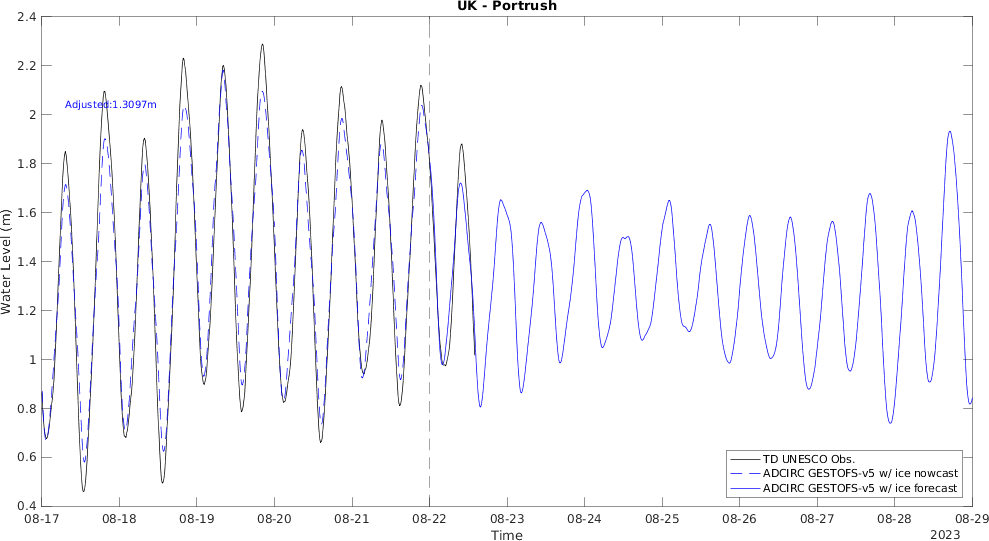 UK - Portrush
2.4
2.2
2
1.8
1.6
1.4
1.2
1
0.8
0.6
0.4
Water Level (m)
Adjusted:1.3097m
TD UNESCO Obs.
ADCIRC GESTOFS-v5 w/ ice nowcast
ADCIRC GESTOFS-v5 w/ ice forecast
08-17 08-18 08-19 08-20 08-21 08-22 08-23 08-24 08-25 08-26 08-27 08-28 08-29
Time
2023